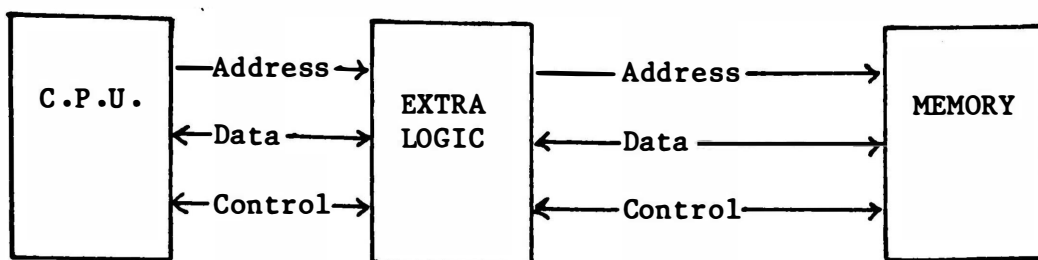 C.P.U.
Address
Data
Control
EXTRA
LOGIC
Address
Data
Control
MEMORY